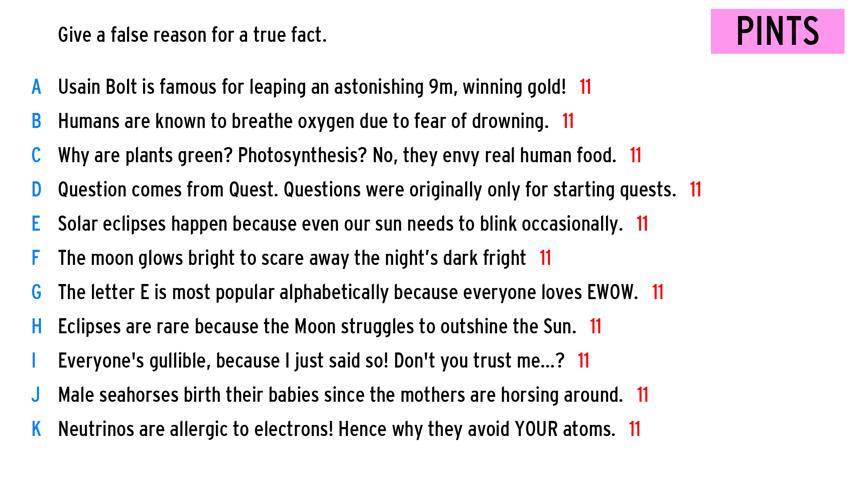 Give a false reason for a true fact.
PINTS
A Usain Bolt is famous for leaping an astonishing 9m, winning gold! 11
B Humans are known to breathe oxygen due to fear of drowning. 11
C Why are plants green? Photosynthesis? No, they envy real human food. 11
D Question comes from Quest. Questions were originally only for starting quests. 11
E Solar eclipses happen because even our sun needs to blink occasionally. 11
F The moon glows bright to scare away the night's dark fright 11
G The letter E is most popular alphabetically because everyone loves EWOW. 11
H Eclipses are rare because the Moon struggles to outshine the Sun. 11
I Everyone's gullible, because I just said so! Don't you trust me...? 11
J Male seahorses birth their babies since the mothers are horsing around. 11
K Neutrinos are allergic to electrons! Hence why they avoid YOUR atoms. 11